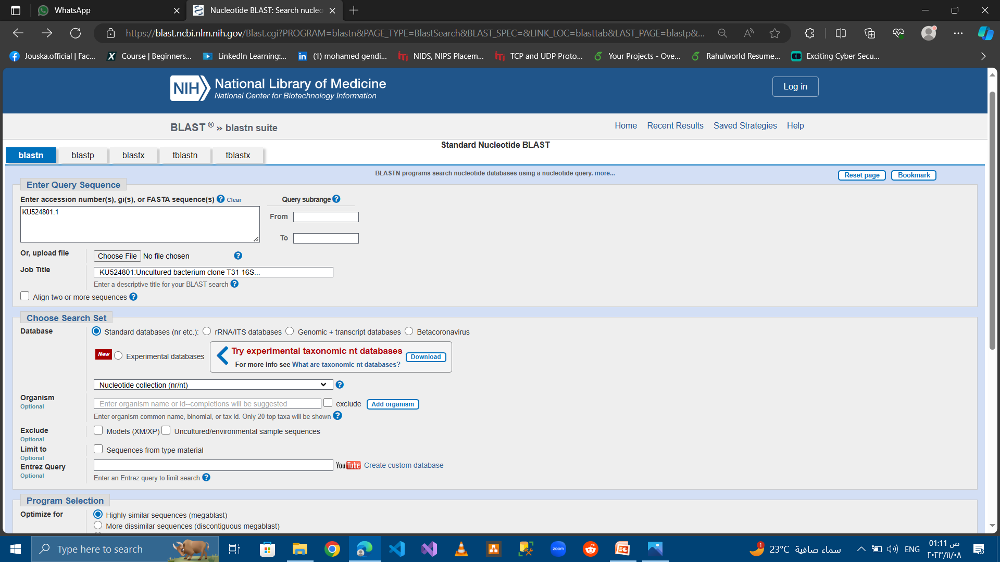 WhatsApp
Nucleotide BLAST: Search nucleo
https://blast.ncbi.nlm.nih.gov/Blast.cgi?PROGRAM=blastn&PAGE_TYPE=BlastSearch&BLAST_SPEC=&LINK_LOC=blasttab&LAST_PAGE=blastp&...
Jouska.official | Fac...
Course | Beginners...
LinkedIn Learning:...
(1) mohamed gendi...
NIDS, NIPS Placem...
TCP and UDP Proto...
Your Projects - Ove...
Rahulworld Resume...
Exciting Cyber Secu...
NIH National Library of Medicine
National Center for Biotechnology Information
Log in
BLAST ® » blastn suite
Home Recent Results Saved Strategies Help
Standard Nucleotide BLAST
blastn blastp blastx tblastn tblastx
BLASTN programs search nucleotide databases using a nucleotide query. more...
Reset page Bookmark
Enter Query Sequence
Enter accession number(s), gi(s), or FASTA sequence(s) ? Clear
Query subrange ?
KU524801.1
From
To
Or, upload file
Choose File No file chosen ?
Job Title
KU524801:Uncultured bacterium clone T31 16S...
Enter a descriptive title for your BLAST search ?
Align two or more sequences ?
Choose Search Set
Database
Standard databases (nr etc.): rRNA/ITS databases Genomic + transcript databases Betacoronavirus
New Experimental databases
Try experimental taxonomic nt databases
For more info see What are taxonomic nt databases?
Download
Nucleotide collection (nr/nt) ?
Organism
Optional
Enter organism name or id--completions will be suggested
exclude
Add organism
Enter organism common name, binomial, or tax id. Only 20 top taxa will be shown ?
Exclude
Optional
Models (XM/XP) Uncultured/environmental sample sequences
Limit to
Optional
Sequences from type material
Entrez Query
Optional
YouTube Create custom database
Enter an Entrez query to limit search ?
Program Selection
Optimize for
Highly similar sequences (megablast)
More dissimilar sequences (discontiguous megablast)
Type here to search
zoom
1
23°C سماء صافية
ENG
01:11 ص
٢٠٢٣/١١/٠٨